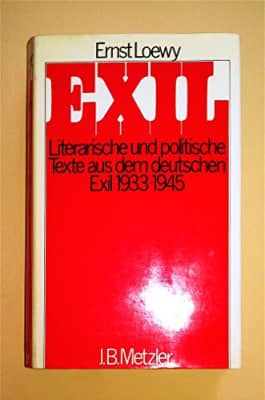 Ernst Loewy
EXIL
Literarische und politische
Texte aus dem deutschen
Exil 1933 1945
J.B. Metzler